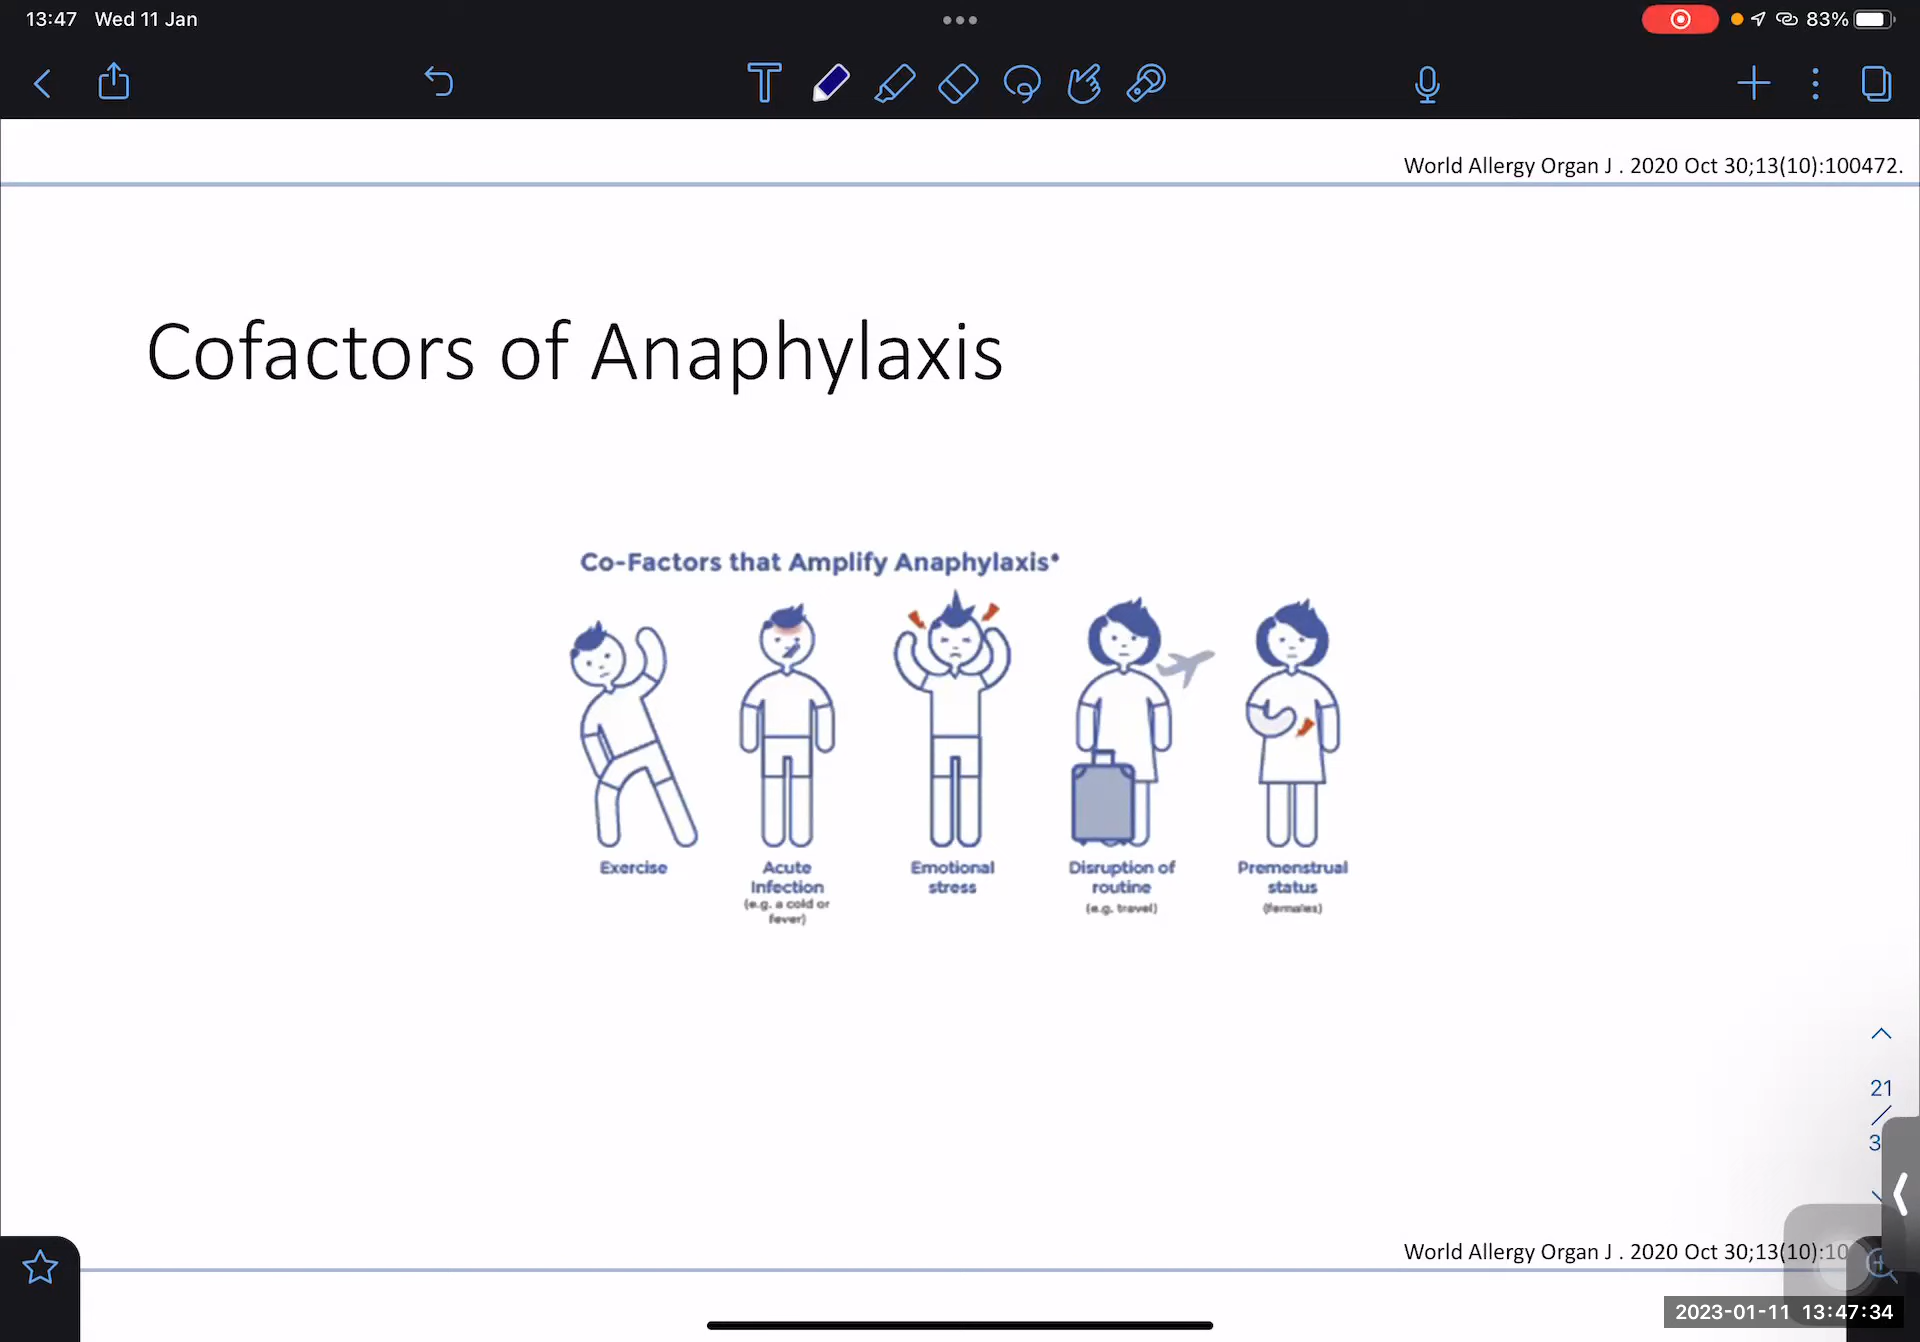 13:47 Wed 11 Jan
83%
World Allergy Organ J . 2020 Oct 30;13(10):100472.
Cofactors of Anaphylaxis
Co-Factors that Amplify Anaphylaxis*
Exercise
Acute
Infection
(e.g. a cold or
fever)
Emotional
stress
Disruption of
routine
(e.g. travel)
Premenstrual
status
(females)
21
/
3
World Allergy Organ J . 2020 Oct 30;13(10):10
2023-01-11 13:47:34